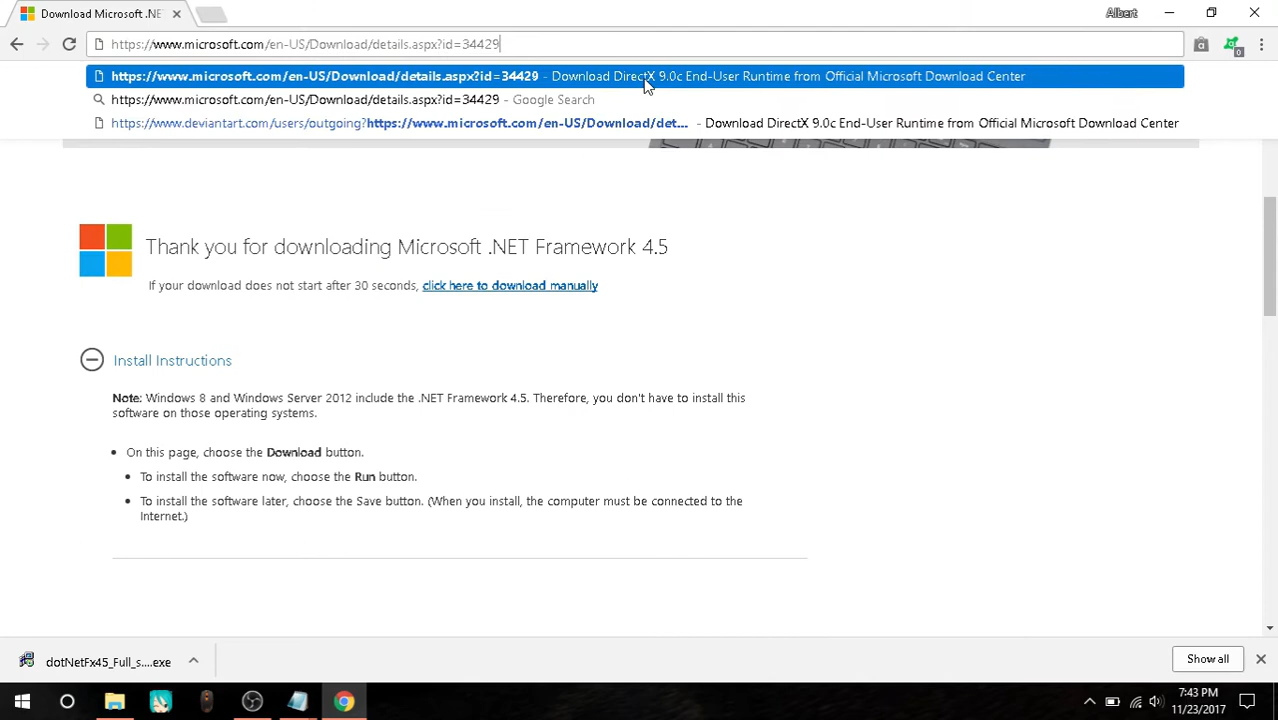 Download Microsoft .NE
Albert
https://www.microsoft.com/en-US/Download/details.aspx?id=34429
https://www.microsoft.com/en-US/Download/details.aspx?id=34429 - Download DirectX 9.0c End-User Runtime from Official Microsoft Download Center
https://www.microsoft.com/en-US/Download/details.aspx?id=34429 - Google Search
https://www.deviantart.com/users/outgoing?https://www.microsoft.com/en-US/Download/det... - Download DirectX 9.0c End-User Runtime from Official Microsoft Download Center
Thank you for downloading Microsoft .NET Framework 4.5
If your download does not start after 30 seconds, click here to download manually
Install Instructions
Note: Windows 8 and Windows Server 2012 include the .NET Framework 4.5. Therefore, you don't have to install this
software on those operating systems.
On this page, choose the Download button.
To install the software now, choose the Run button.
To install the software later, choose the Save button. (When you install, the computer must be connected to the
Internet.)
dotNetFx45_Full_s....exe
Show all
7:43 PM
11/23/2017
0